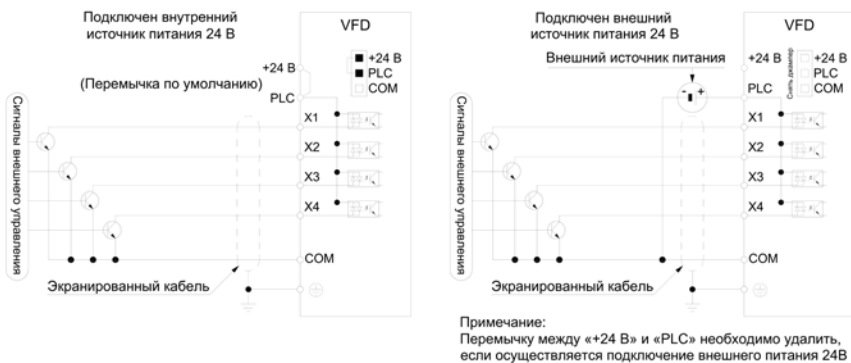 Подключен внутренний
источник питания 24 В
VFD
+24 В
+24 В
PLC
COM
(Перемычка по умолчанию)
PLC
X1
X2
X3
X4
COM
Сигналы внешнего управления
Экранированный кабель
Подключен внешний
источник питания 24 В
VFD
Внешний источник питания
+24 В
Снять джампер
+24 В
PLC
COM
PLC
- +
X1
X2
X3
X4
COM
Сигналы внешнего управления
Экранированный кабель
Примечание:
Перемычку между «+24 В» и «PLC» необходимо удалить,
если осуществляется подключение внешнего питания 24В